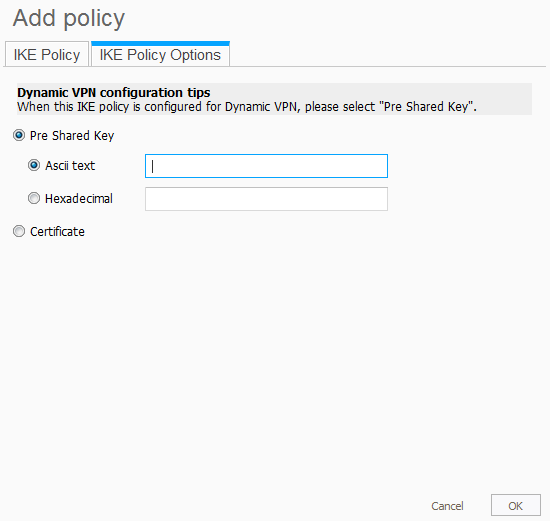 Add policy
IKE Policy
IKE Policy Options
Dynamic VPN configuration tips
When this IKE policy is configured for Dynamic VPN, please select "Pre Shared Key".
Pre Shared Key
Ascii text
Hexadecimal
Certificate
Cancel
OK